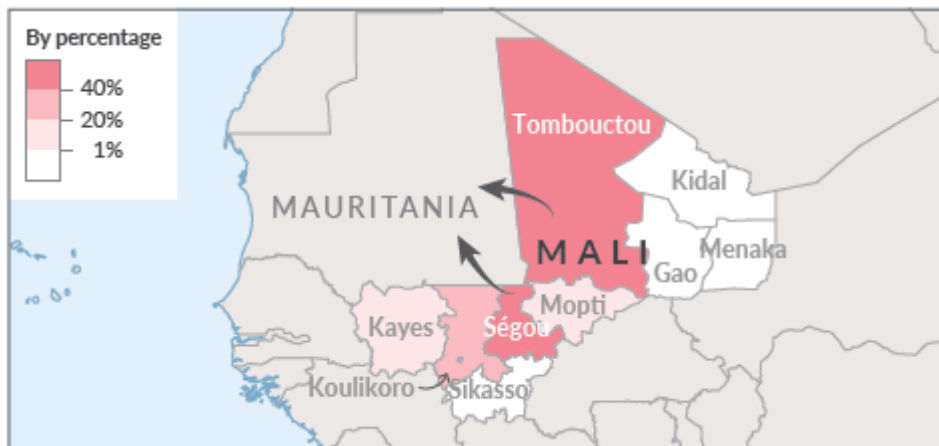 By percentage
40%
20%
1%
Tombouctou
Kidal
MAURITANIA
MALI
Menaka
Gao
Mopti
Kayes
Ségou
Koulikoro
Sikasso